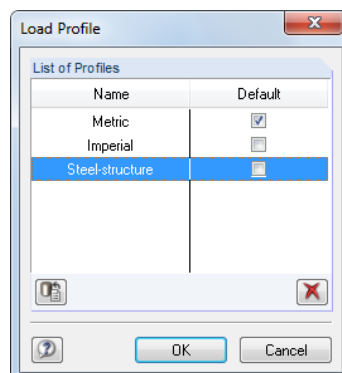 Load Profile
List of Profiles
Name Default
Metric
Imperial
Steel-structure
OK Cancel